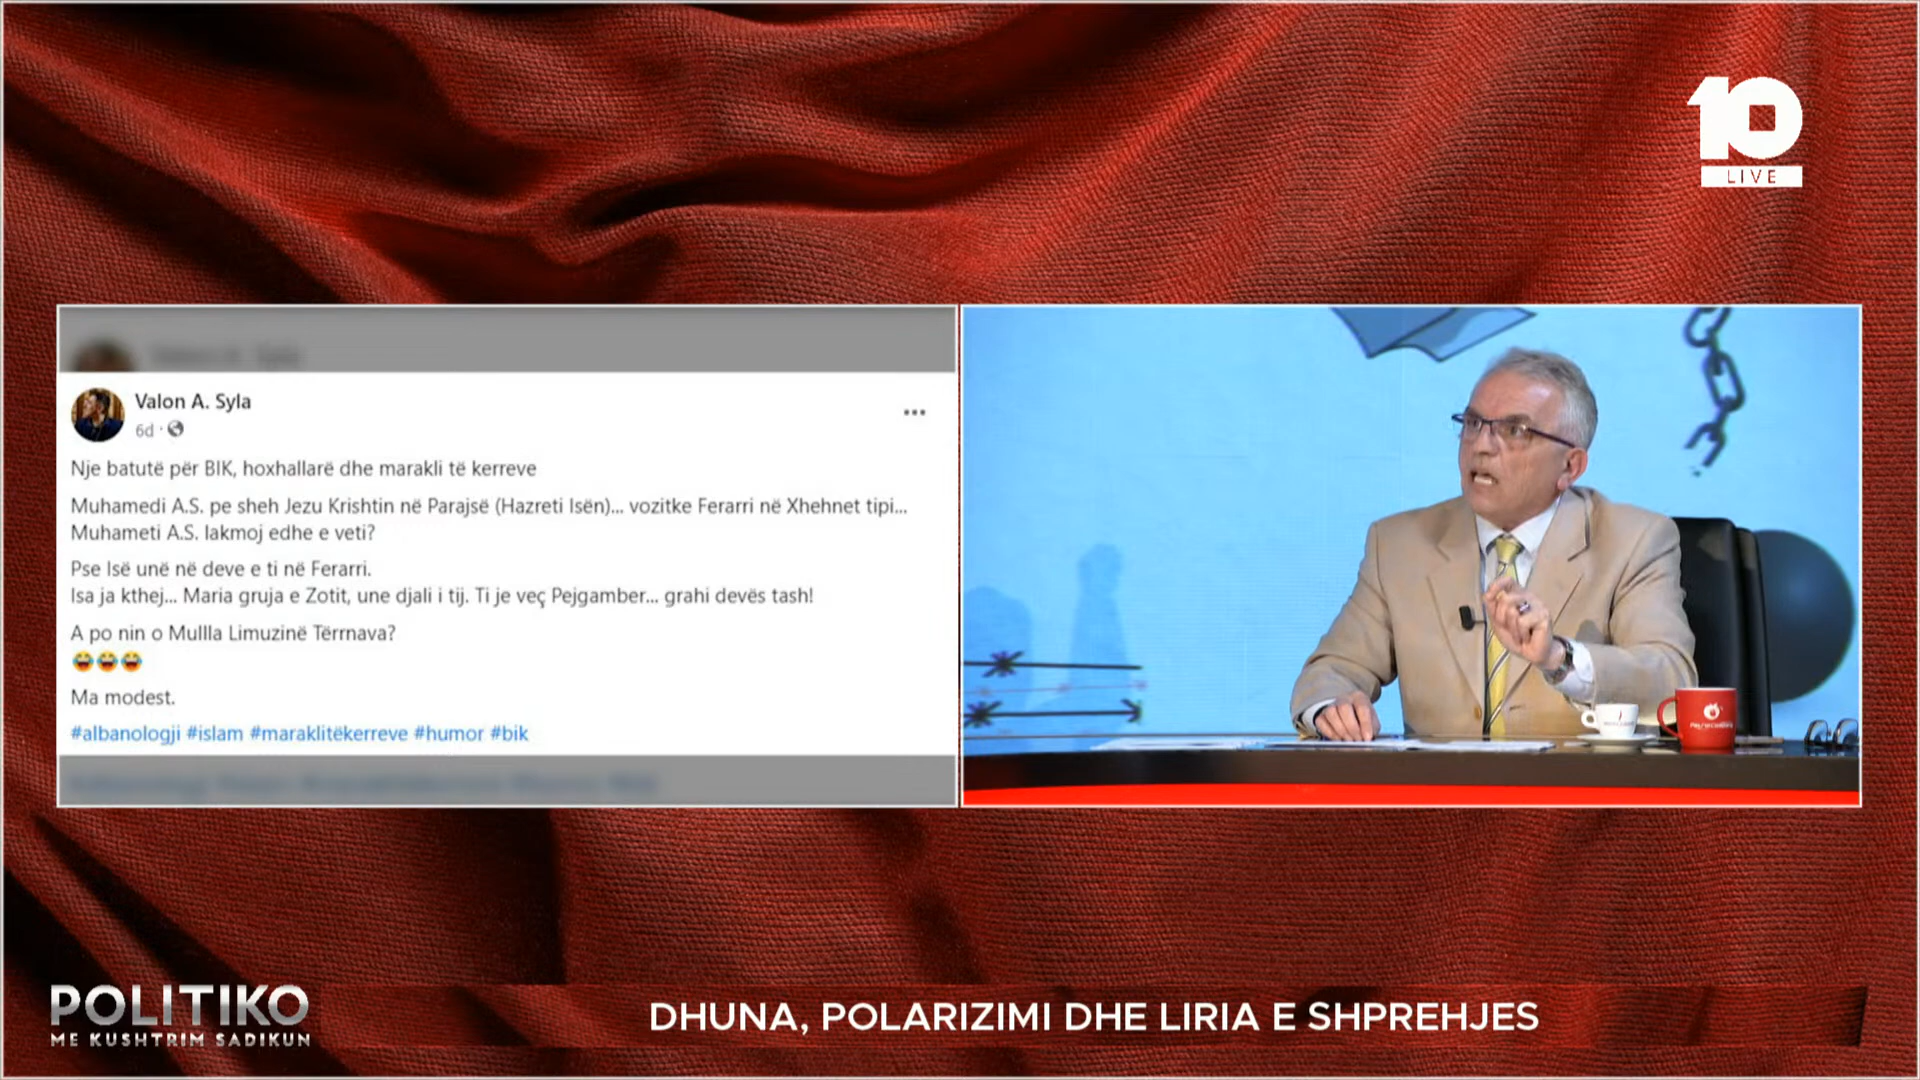 10
LIVE
Valon A. Syla
6d
Nje batutë për BIK, hoxhallarë dhe marakli të kerreve
Muhamedi A.S. pe sheh Jezu Krishtin në Parajsë (Hazreti Isën)... vozitke Ferarri në Xhehnet tipi...
Muhameti A.S. lakmoj edhe e veti?
Pse Isë unë në deve e ti në Ferarri.
Isa ja kthej... Maria gruja e Zotit, une djali i tij. Ti je veç Pejgamber... grahi devës tash!
A po nin o Mullla Limuzinë Tërrnava?
Ma modest.
#albanologji #islam #maraklitëkerreve #humor #bik
POLITIKO
ME KUSHTRIM SADIKUN
DHUNA, POLARIZIMI DHE LIRIA E SHPREHJES